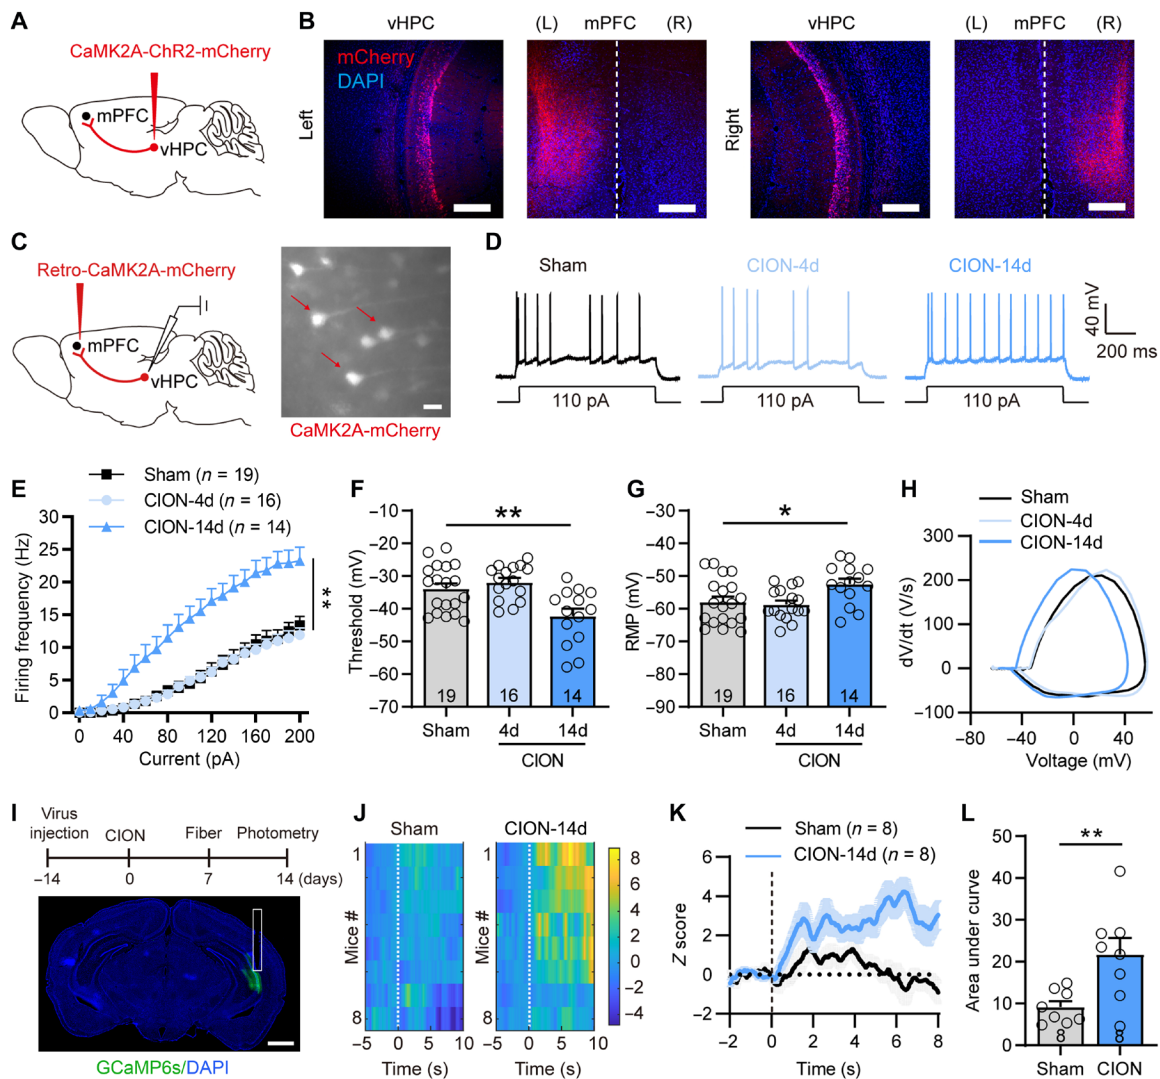 A
CaMK2A-ChR2-mCherry
mPFC
vHPC
B
vHPC
(L) mPFC (R)
vHPC
(L) mPFC (R)
mCherry
DAPI
Left
Right
C
Retro-CaMK2A-mCherry
mPFC
vHPC
CaMK2A-mCherry
D
Sham
CION-4d
CION-14d
40 mV
200 ms
110 pA
110 pA
110 pA
E
Sham (n = 19)
CION-4d (n = 16)
CION-14d (n = 14)
Firing frequency (Hz)
30
25
20
15
10
5
0
**
0 40 80 120 160 200
Current (pA)
F
Threshold (mV)
−10
−20
−30
−40
−50
−60
−70
**
19 16 14
Sham 4d 14d
CION
G
RMP (mV)
−30
−40
−50
−60
−70
−80
−90
*
19 16 14
Sham 4d 14d
CION
H
Sham
CION-4d
CION-14d
dV/dt (V/s)
300
200
100
0
−100
−80 −40 0 40 80
Voltage (mV)
I
Virus
injection
CION
Fiber
Photometry
−14 0 7 14 (days)
GCaMP6s/DAPI
J
Sham
CION-14d
Mice #
1
8
−5 0 5 10
Time (s)
Mice #
1
8
−5 0 5 10
Time (s)
8
6
4
2
0
−2
−4
K
Sham (n = 8)
CION-14d (n = 8)
Z score
6
4
2
0
−2
−2 0 2 4 6 8
Time (s)
L
Area under curve
50
40
30
20
10
0
**
Sham CION